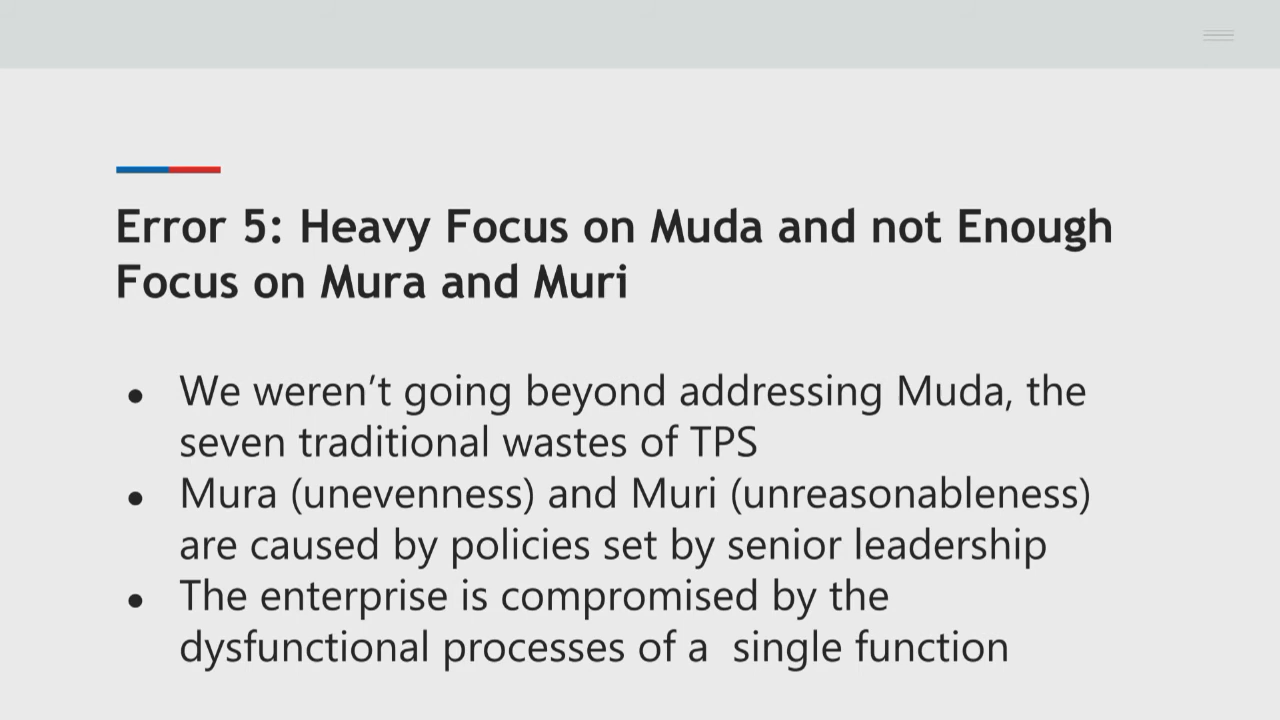 Error 5: Heavy Focus on Muda and not Enough
Focus on Mura and Muri
● We weren’t going beyond addressing Muda, the
seven traditional wastes of TPS
● Mura (unevenness) and Muri (unreasonableness)
are caused by policies set by senior leadership
● The enterprise is compromised by the
dysfunctional processes of a  single function